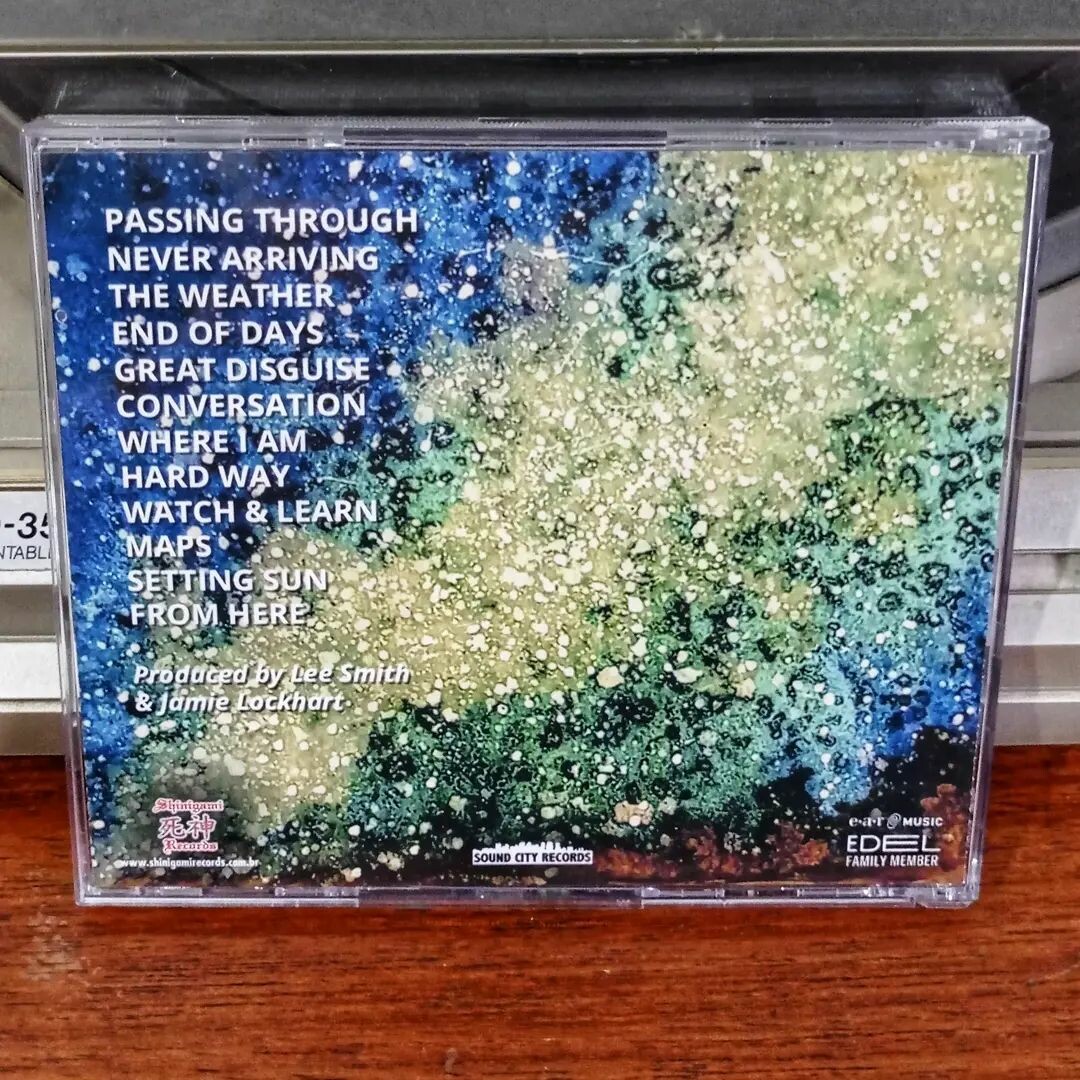 PASSING THROUGH
NEVER ARRIVING
THE WEATHER
END OF DAYS
GREAT DISGUISE
CONVERSATION
WHERE I AM
HARD WAY
WATCH & LEARN
MAPS
SETTING SUN
FROM HERE
Produced by Lee Smith
& Jamie Lockhart
Shinigami
死神
Records
www.shinigamirecords.com.br
SOUND CITY RECORDS
e·a·r MUSIC
EDEL
FAMILY MEMBER
-35
NTABL